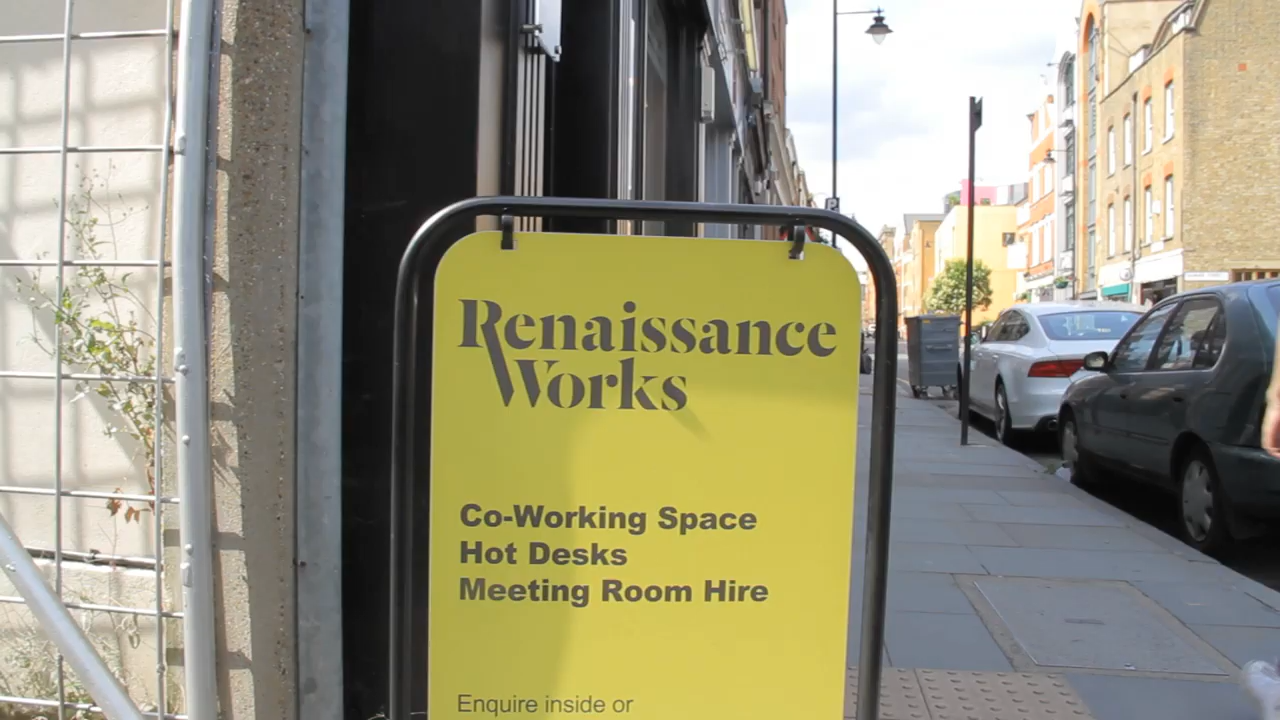 Renaissance
Works
Co-Working Space
Hot Desks
Meeting Room Hire
Enquire inside or